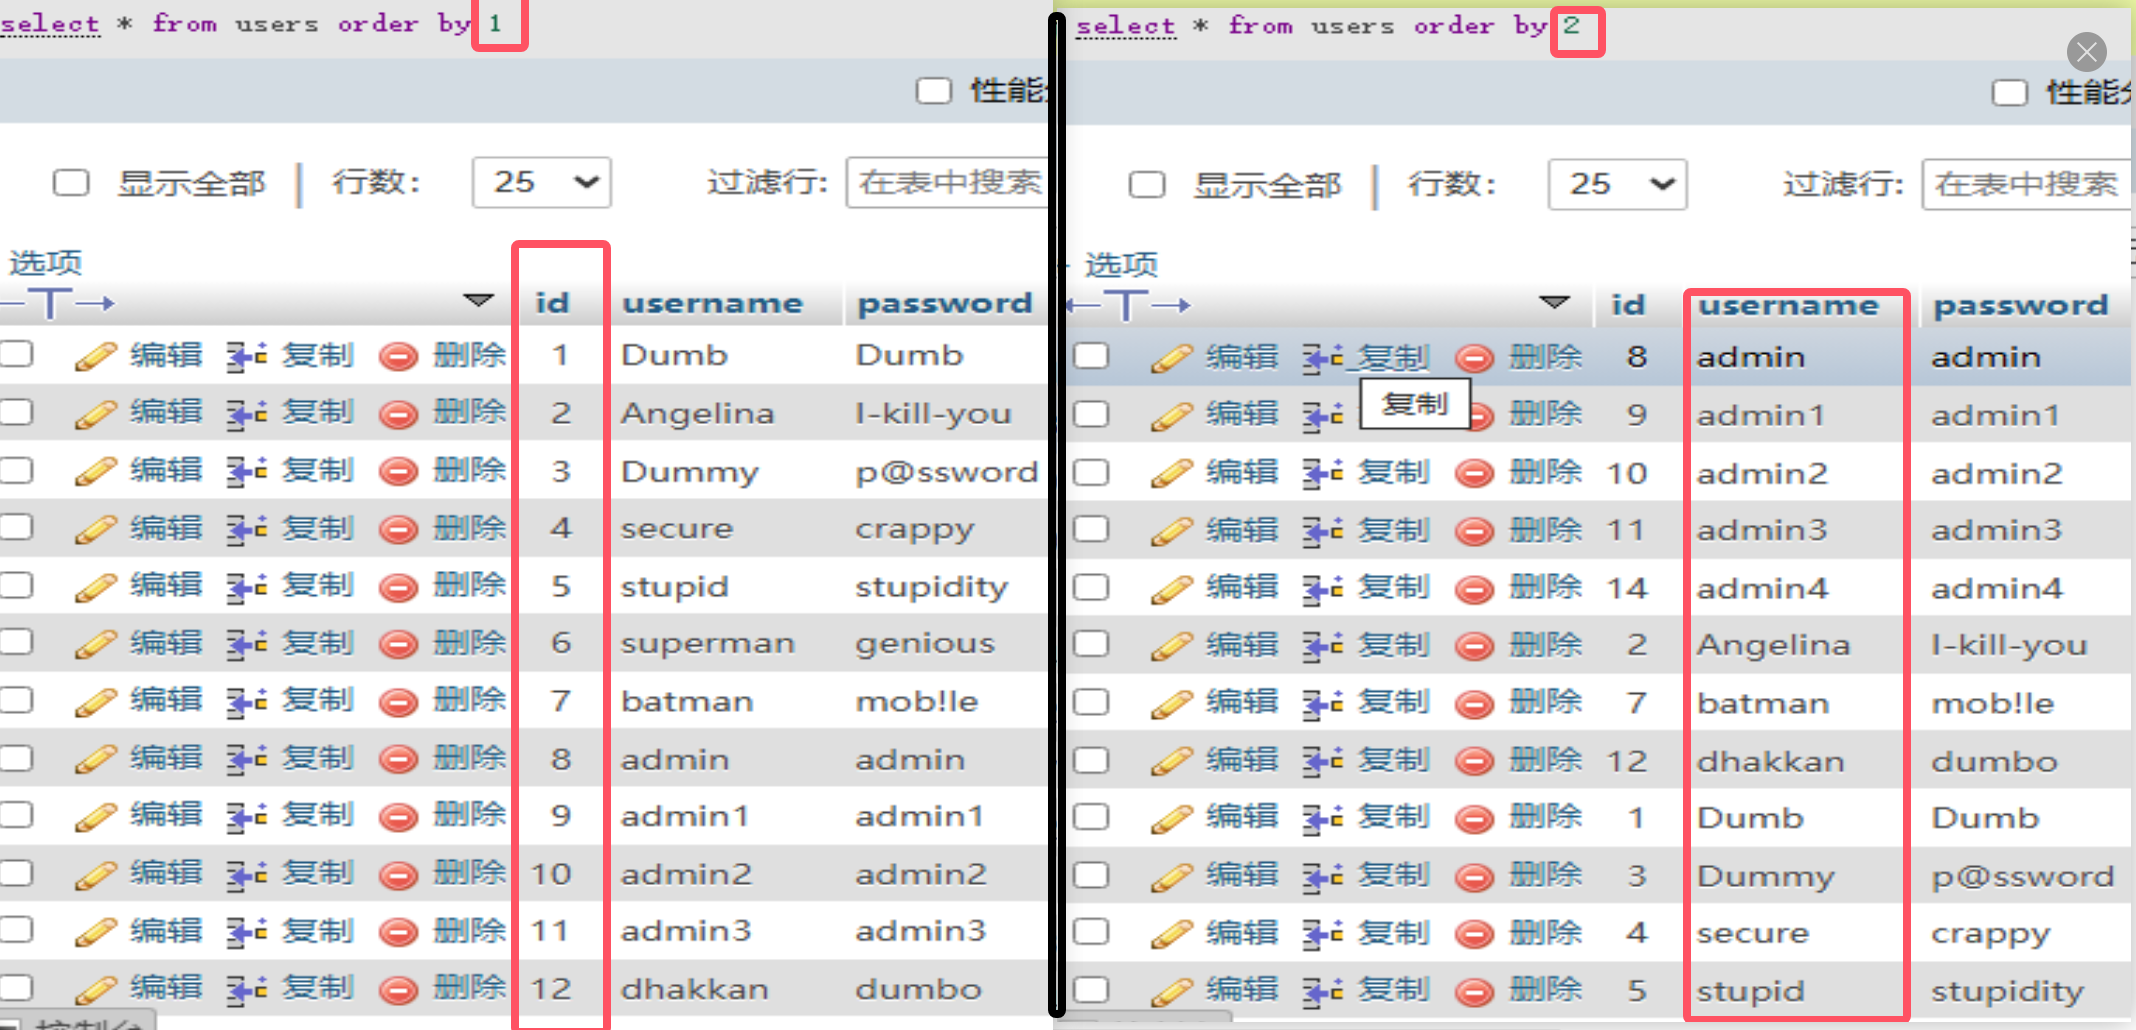 select * from users order by 1
性能
显示全部 行数: 25 过滤行: 在表中搜索
选项
id username password
编辑 复制 删除 1 Dumb Dumb
编辑 复制 删除 2 Angelina I-kill-you
编辑 复制 删除 3 Dummy p@ssword
编辑 复制 删除 4 secure crappy
编辑 复制 删除 5 stupid stupidity
编辑 复制 删除 6 superman genious
编辑 复制 删除 7 batman mob!le
编辑 复制 删除 8 admin admin
编辑 复制 删除 9 admin1 admin1
编辑 复制 删除 10 admin2 admin2
编辑 复制 删除 11 admin3 admin3
编辑 复制 删除 12 dhakkan dumbo
select * from users order by 2
性能
显示全部 行数: 25 过滤行: 在表中搜索
选项
id username password
编辑 复制 删除 8 admin admin
复制
编辑 删除 9 admin1 admin1
编辑 复制 删除 10 admin2 admin2
编辑 复制 删除 11 admin3 admin3
编辑 复制 删除 14 admin4 admin4
编辑 复制 删除 2 Angelina I-kill-you
编辑 复制 删除 7 batman mob!le
编辑 复制 删除 12 dhakkan dumbo
编辑 复制 删除 1 Dumb Dumb
编辑 复制 删除 3 Dummy p@ssword
编辑 复制 删除 4 secure crappy
编辑 复制 删除 5 stupid stupidity